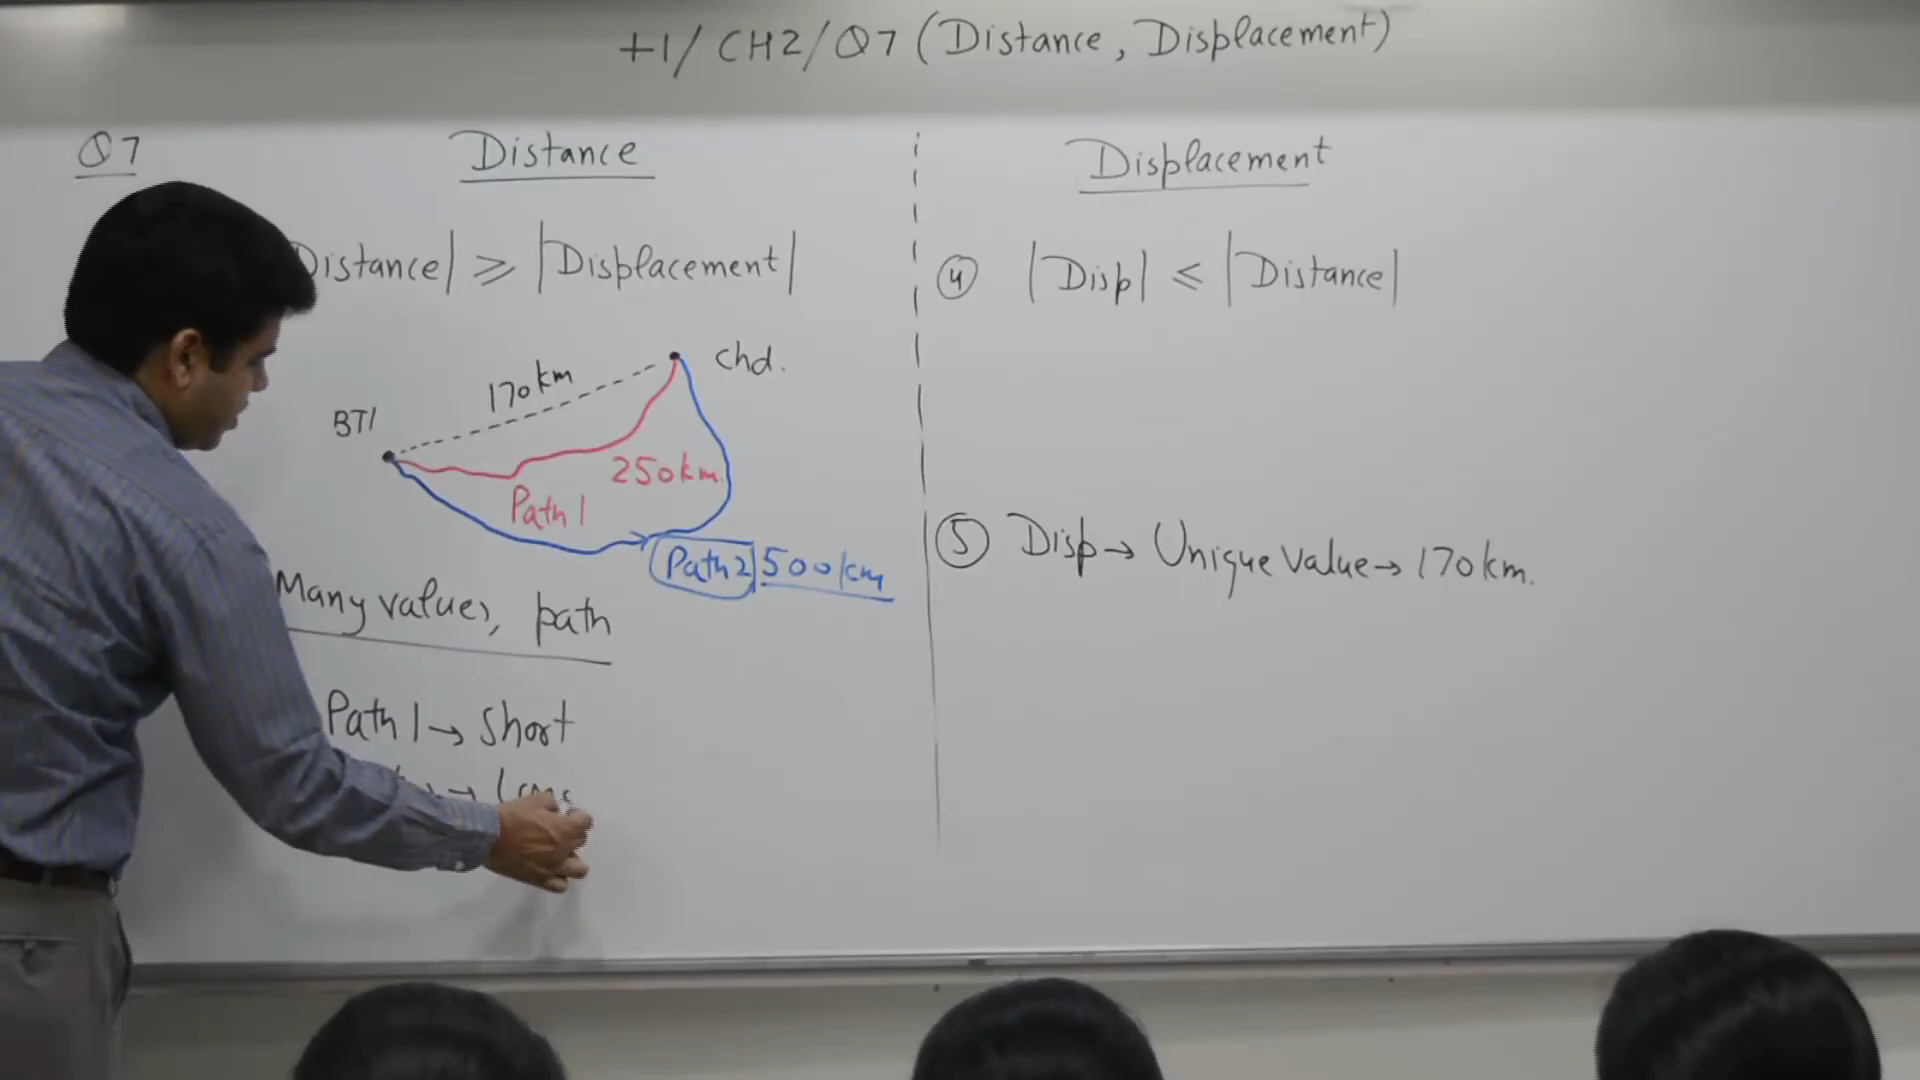 +1/ CH2/Q7 (Distance, Displacement)
Q7
Distance
Distance| ⩾ |Displacement|
170km
Chd.
BTI
250km.
Path 1
Path 2 500km
Many values, path
Path 1 → Short
→
Displacement
④ |Disp| ⩽ |Distance|
⑤ Disp → Unique Value → 170km.